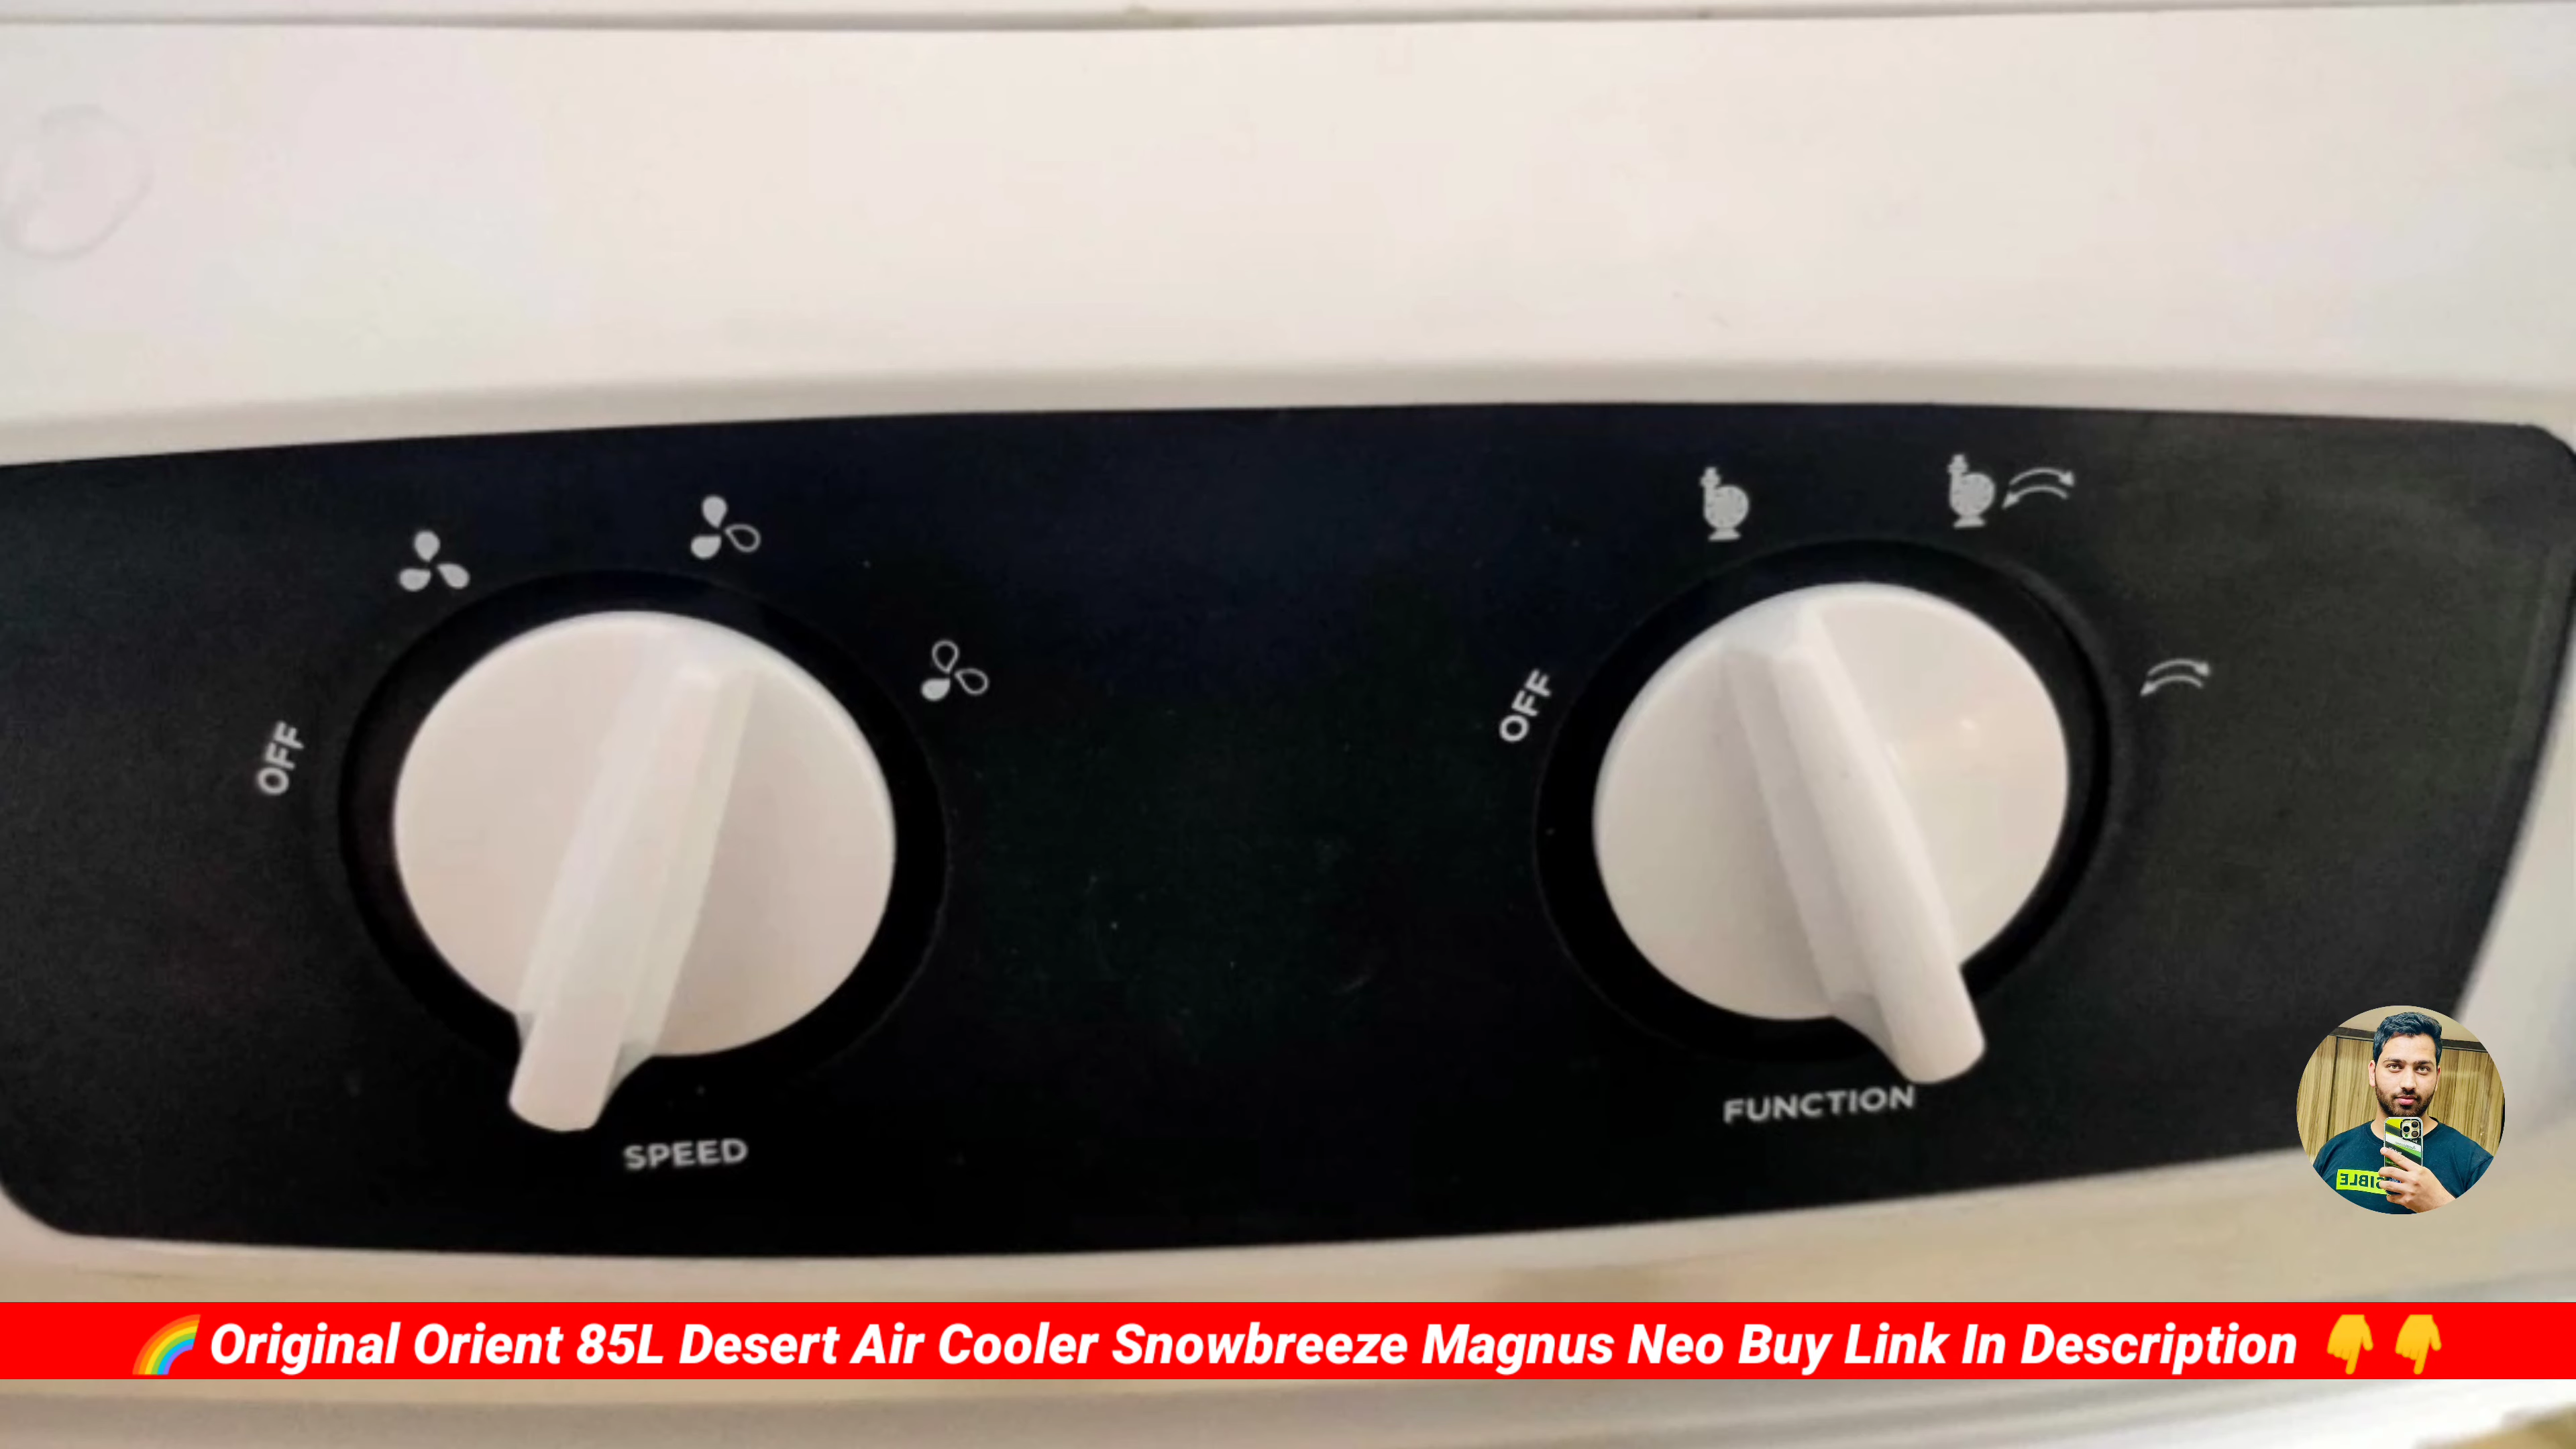 OFF
SPEED
OFF
FUNCTION
🌈 Original Orient 85L Desert Air Cooler Snowbreeze Magnus Neo Buy Link In Description 👇 👇